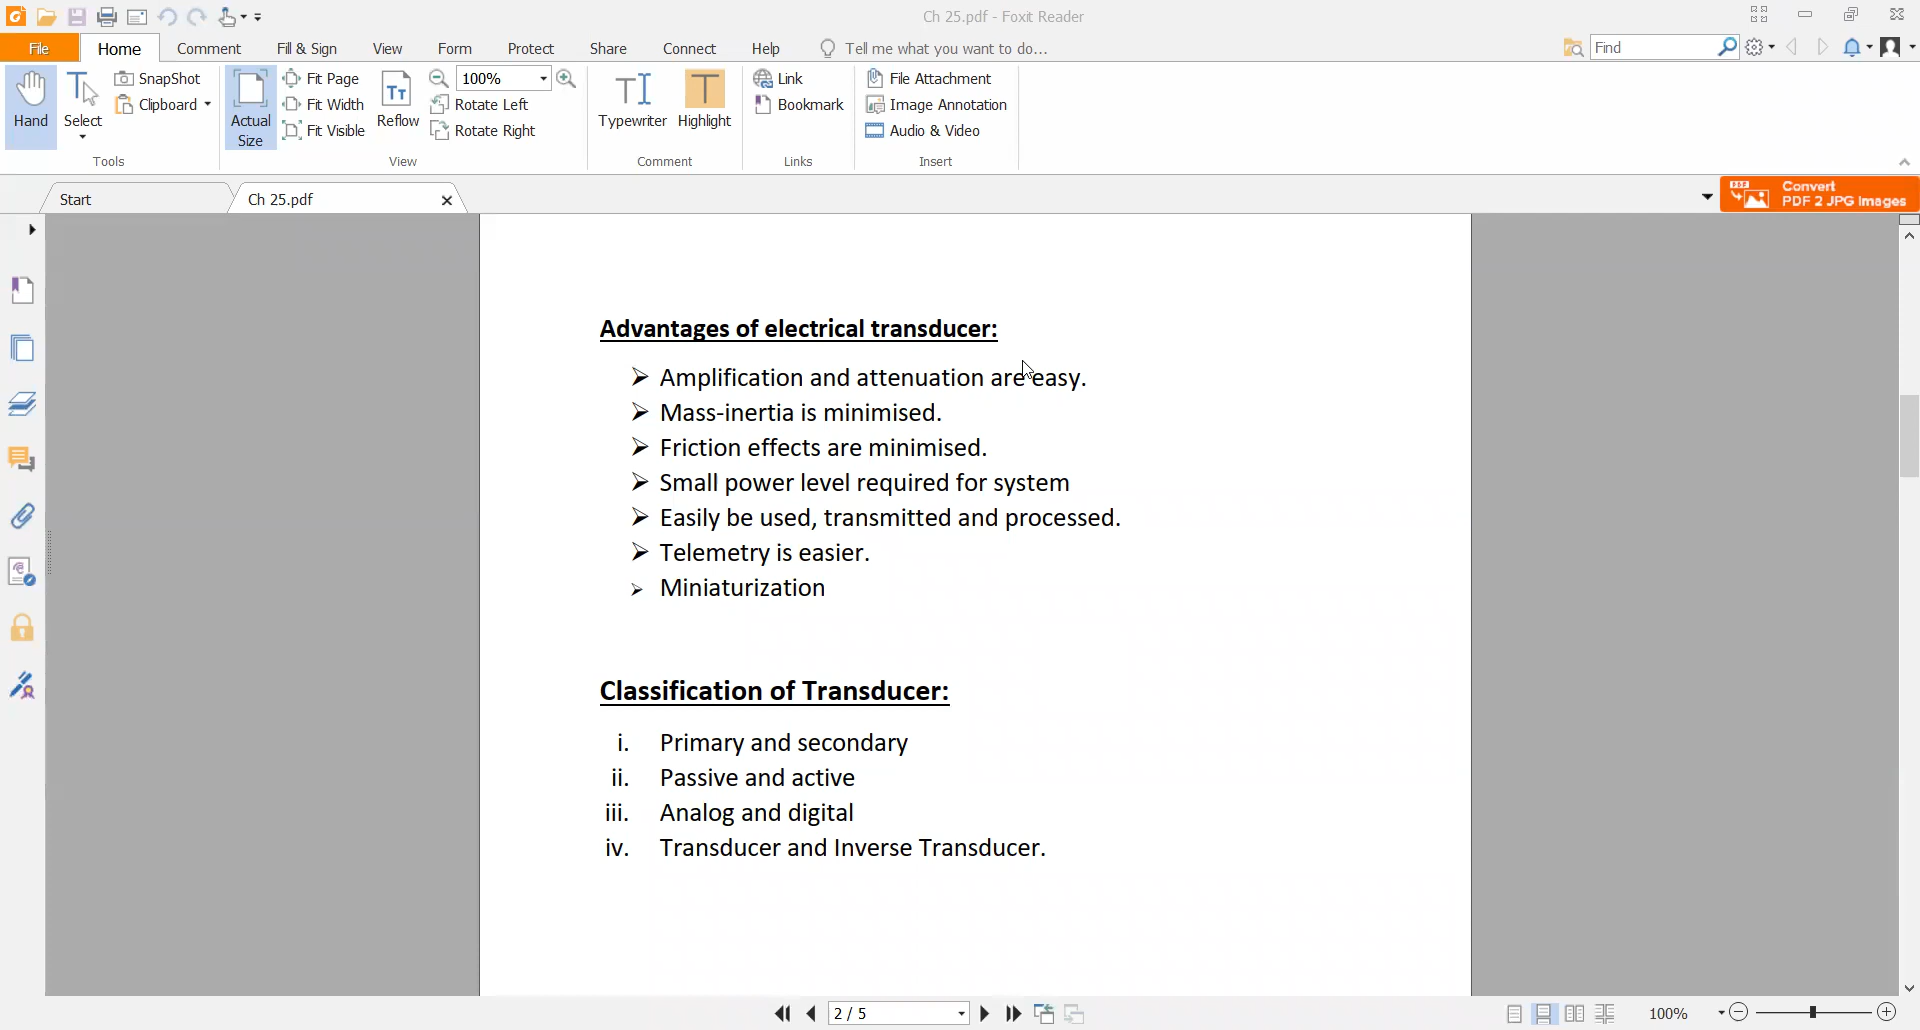 Ch 25.pdf - Foxit Reader
File Home Comment Fill & Sign View Form Protect Share Connect Help Tell me what you want to do... Find
Hand
Select
SnapShot
Clipboard
Tools
Actual
Size
Fit Page
Fit Width
Fit Visible
Reflow
100%
Rotate Left
Rotate Right
View
Typewriter
Highlight
Comment
Link
Bookmark
Links
File Attachment
Image Annotation
Audio & Video
Insert
Start
Ch 25.pdf
PDF
Convert
PDF 2 JPG Images
Advantages of electrical transducer:
➢ Amplification and attenuation are easy.
➢ Mass-inertia is minimised.
➢ Friction effects are minimised.
➢ Small power level required for system
➢ Easily be used, transmitted and processed.
➢ Telemetry is easier.
➢ Miniaturization
Classification of Transducer:
i. Primary and secondary
ii. Passive and active
iii. Analog and digital
iv. Transducer and Inverse Transducer.
2 / 5
100%